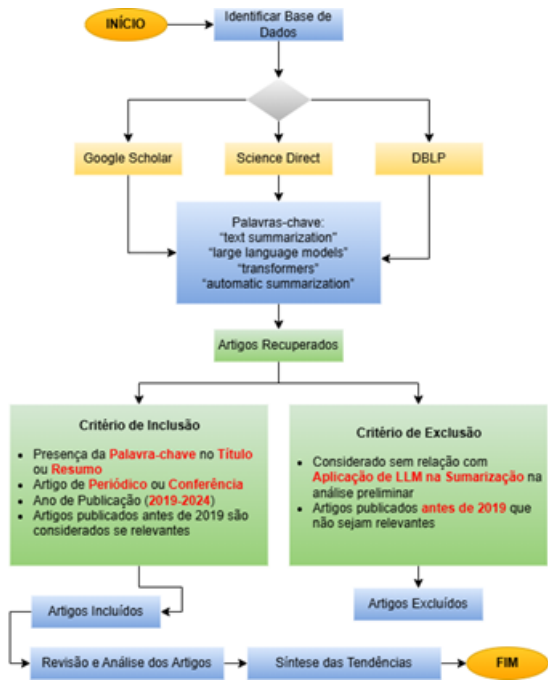 INÍCIO
Identificar Base de
Dados
Google Scholar
Science Direct
DBLP
Palavras-chave:
“text summarization”
“large language models”
“transformers”
“automatic summarization”
Artigos Recuperados
Critério de Inclusão
• Presença da Palavra-chave no Título
ou Resumo
• Artigo de Periódico ou Conferência
• Ano de Publicação (2019-2024)
• Artigos publicados antes de 2019 são
considerados se relevantes
Critério de Exclusão
• Considerado sem relação com
Aplicação de LLM na Sumarização na
análise preliminar
• Artigos publicados antes de 2019 que
não sejam relevantes
Artigos Incluídos
Artigos Excluídos
Revisão e Análise dos Artigos
Síntese das Tendências
FIM